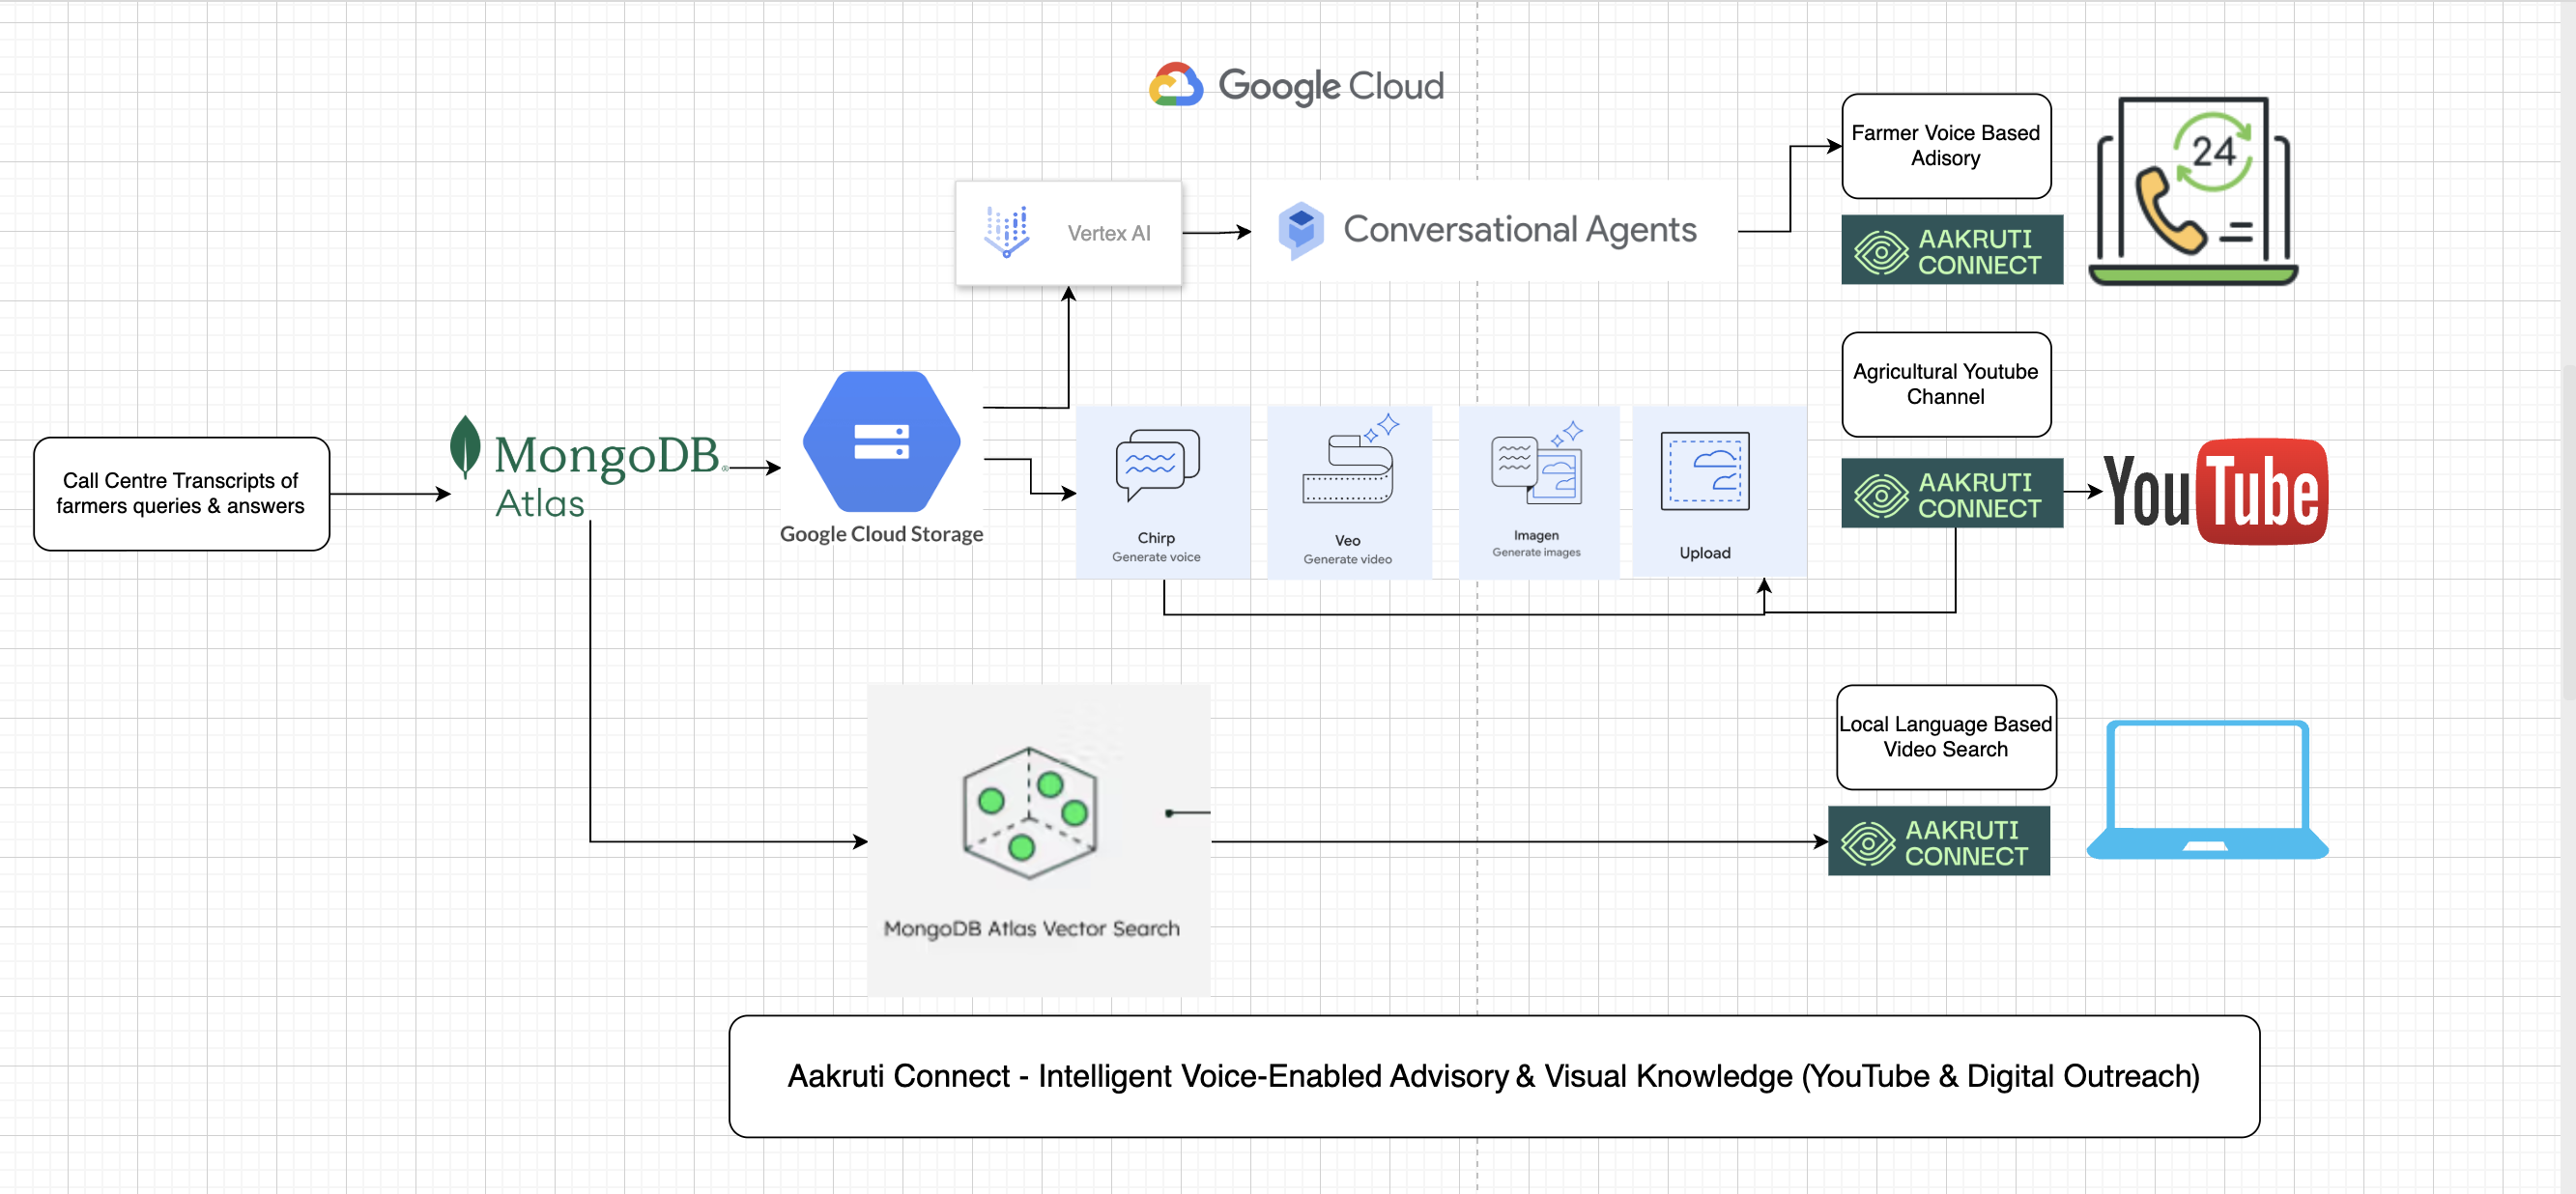 Google Cloud
Farmer Voice Based
Adisory
24
Vertex AI
Conversational Agents
AAKRUTI
CONNECT
Agricultural Youtube
Channel
Call Centre Transcripts of
farmers queries & answers
MongoDB®
Atlas
Google Cloud Storage
Chirp
Generate voice
Veo
Generate video
Imagen
Generate images
Upload
AAKRUTI
CONNECT
YouTube
Local Language Based
Video Search
AAKRUTI
CONNECT
MongoDB Atlas Vector Search
Aakruti Connect - Intelligent Voice-Enabled Advisory & Visual Knowledge (YouTube & Digital Outreach)